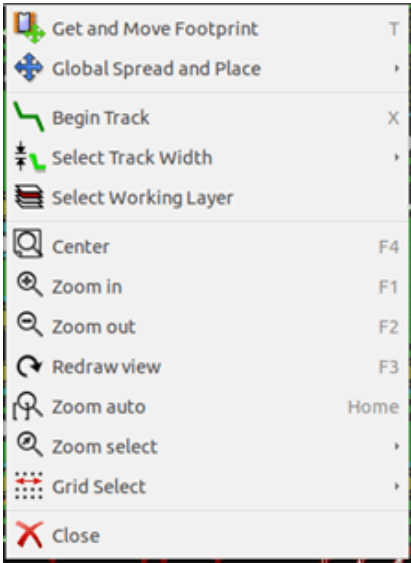 Get and Move Footprint T
Global Spread and Place
Begin Track X
Select Track Width
Select Working Layer
Center F4
Zoom in F1
Zoom out F2
Redraw view F3
Zoom auto Home
Zoom select
Grid Select
Close